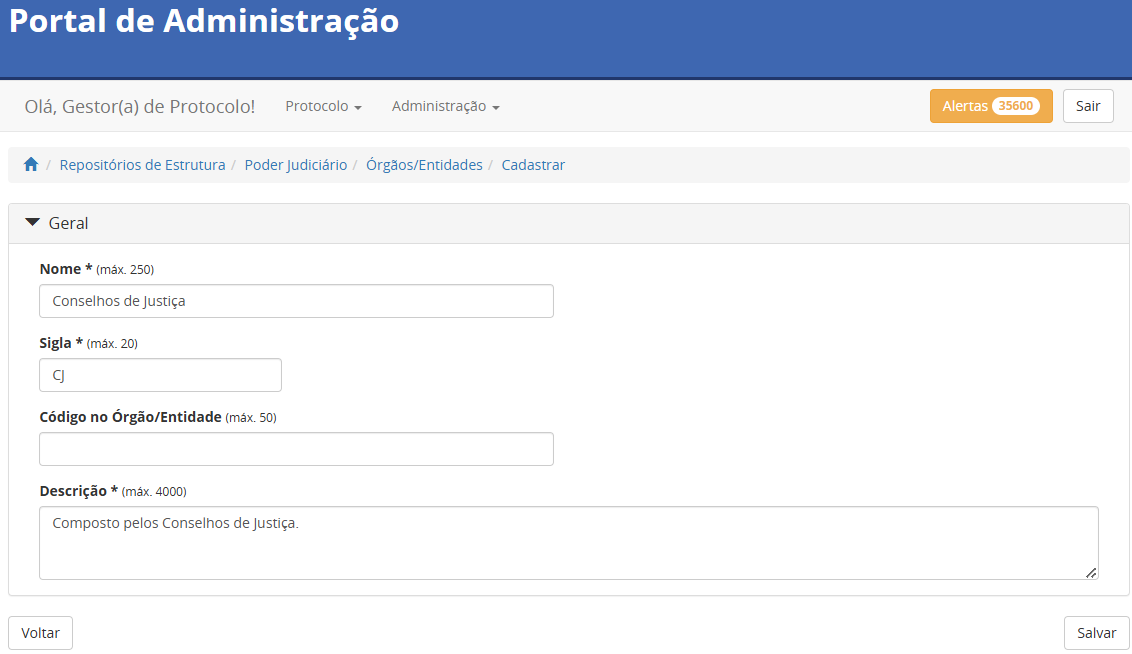 Portal de Administração
Olá, Gestor(a) de Protocolo! Protocolo Administração Alertas 35600 Sair
/ Repositórios de Estrutura / Poder Judiciário / Órgãos/Entidades / Cadastrar
Geral
Nome * (máx. 250)
Conselhos de Justiça
Sigla * (máx. 20)
CJ
Código no Órgão/Entidade (máx. 50)
Descrição * (máx. 4000)
Composto pelos Conselhos de Justiça.
Voltar Salvar